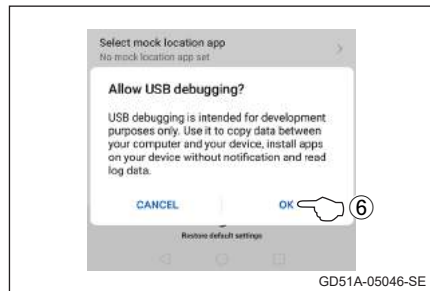 Select mock location app
No mock location app set
Allow USB debugging?
USB debugging is intended for development
purposes only. Use it to copy data between
your computer and your device, install apps
on your device without notification and read
log data.
CANCEL
OK
⑥
Restore default settings
GD51A-05046-SE